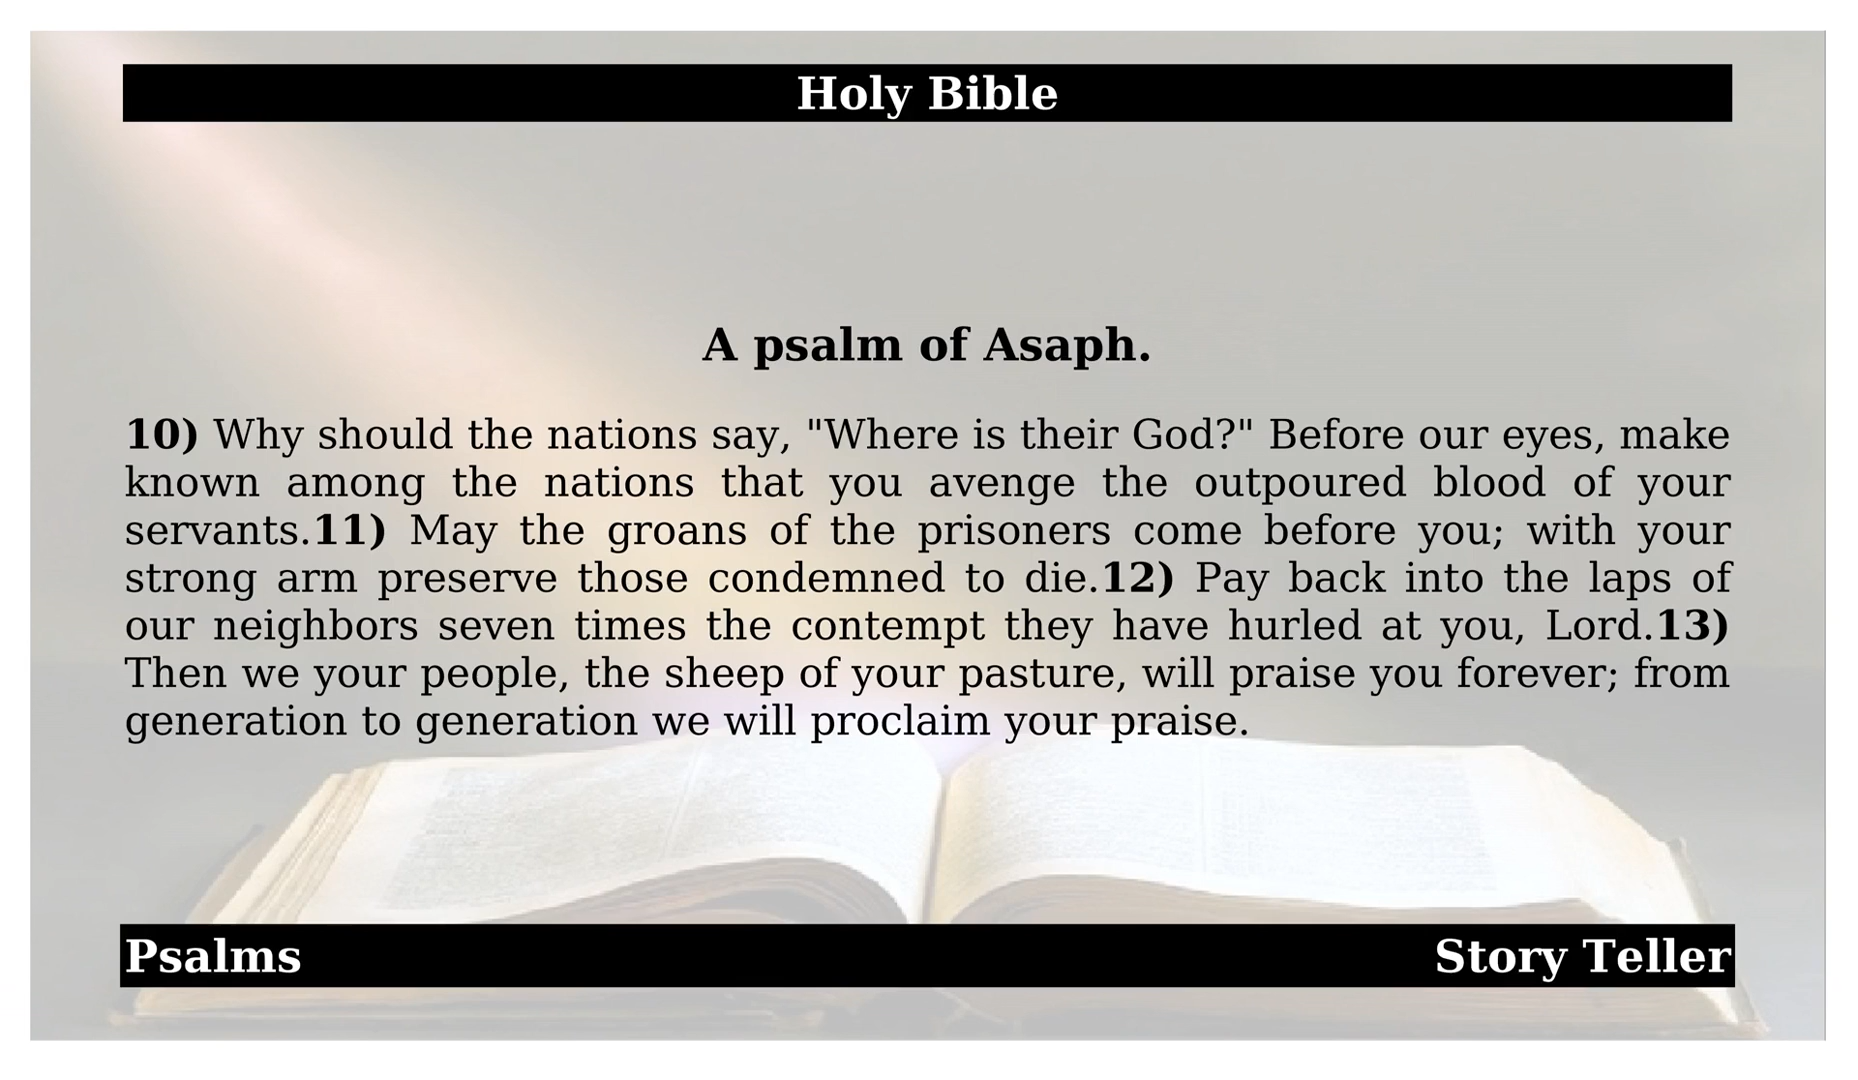 Holy Bible
A psalm of Asaph.
10) Why should the nations say, "Where is their God?" Before our eyes, make
known among the nations that you avenge the outpoured blood of your
servants.11) May the groans of the prisoners come before you; with your
strong arm preserve those condemned to die.12) Pay back into the laps of
our neighbors seven times the contempt they have hurled at you, Lord.13)
Then we your people, the sheep of your pasture, will praise you forever; from
generation to generation we will proclaim your praise.
Psalms
Story Teller